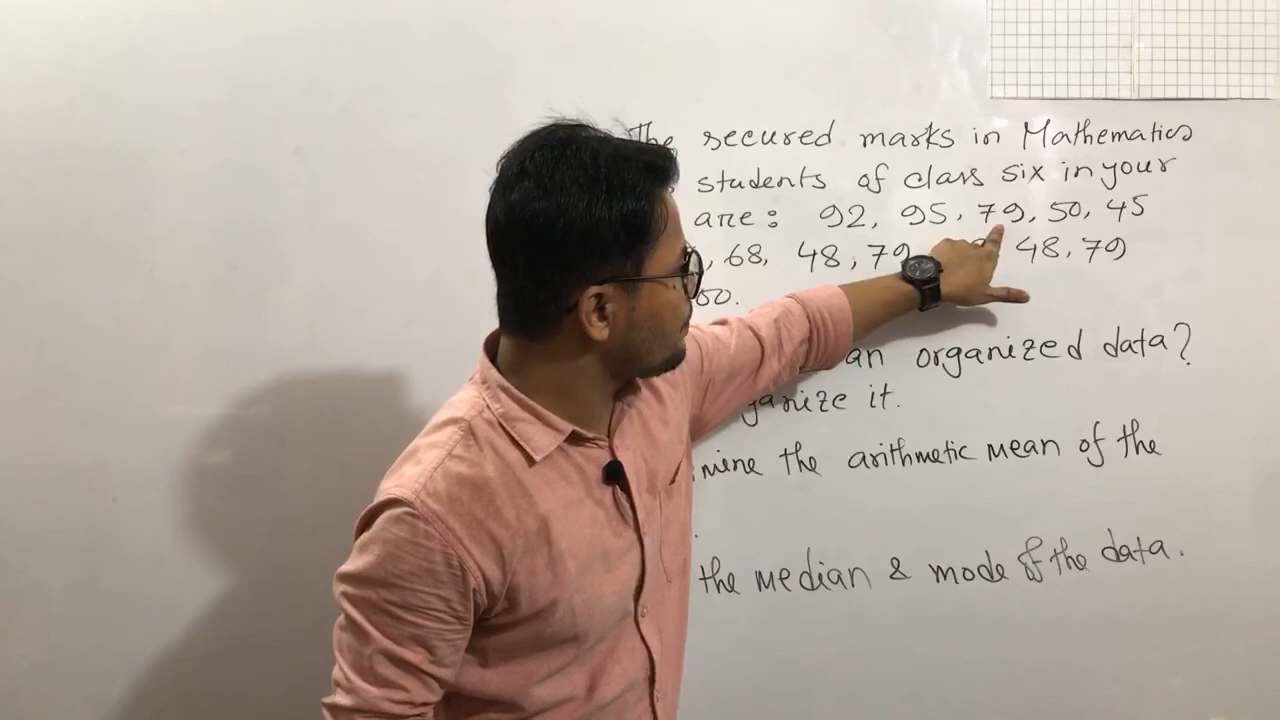 The secured marks in Mathematics
students of class six in your
are: 92, 95, 79, 50, 45
, 68, 48, 79 48, 79
60.
an organized data?
ganize it.
mine the arithmetic mean of the
.
the median & mode of the data.